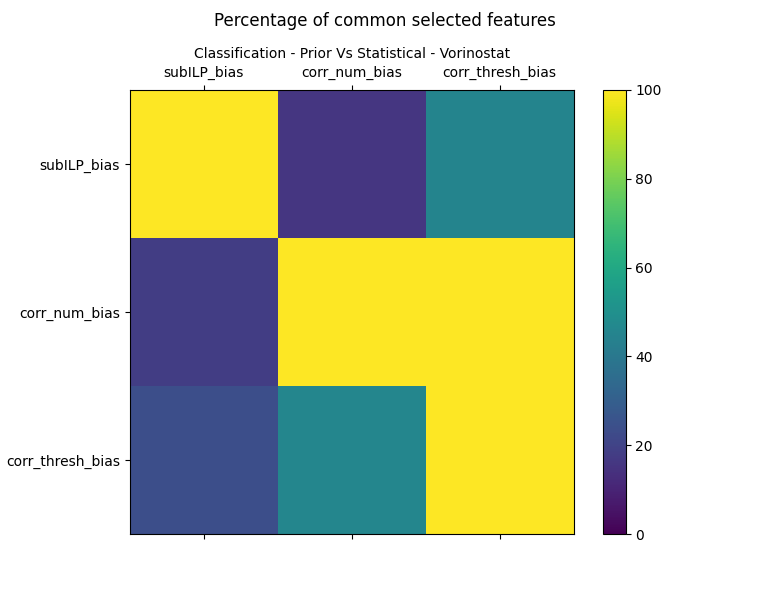 Percentage of common selected features
Classification - Prior Vs Statistical - Vorinostat
subILP_bias corr_num_bias corr_thresh_bias
100
subILP_bias
80
60
corr_num_bias
40
20
corr_thresh_bias
0